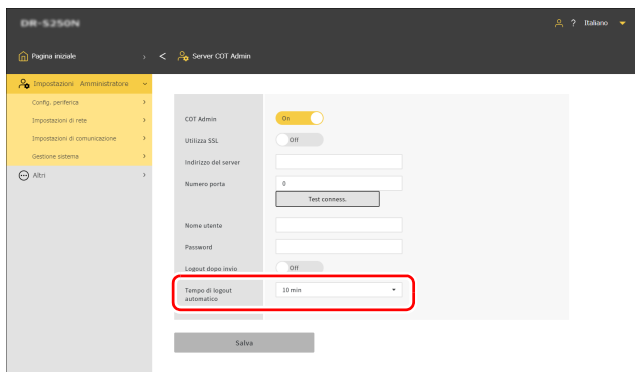 DR-S250N
? Italiano
Pagina iniziale
Server COT Admin
Impostazioni Amministratore
Config. periferica
Impostazioni di rete
Impostazioni di comunicazione
Gestione sistema
Altri
COT Admin
On
Utilizza SSL
Off
Indirizzo del server
Numero porta
0
Test conness.
Nome utente
Password
Logout dopo invio
Off
Tempo di logout
automatico
10 min
Salva